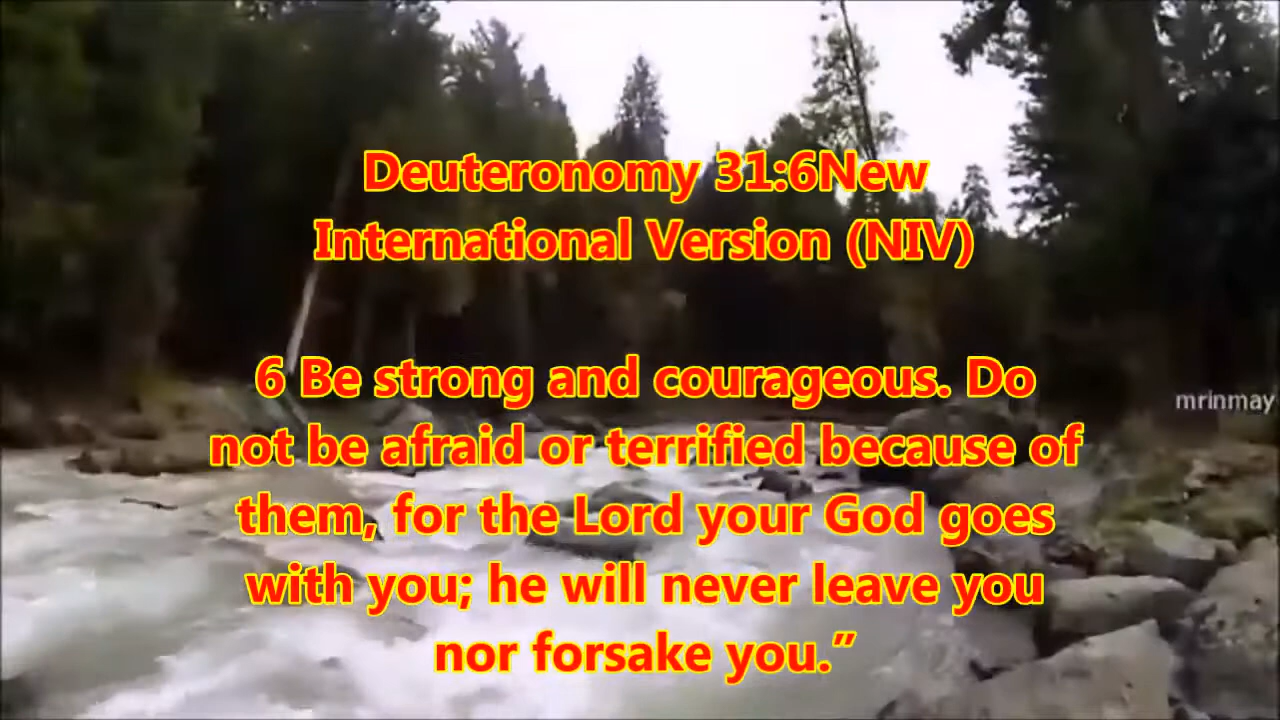 Deuteronomy 31:6New
International Version (NIV)
6 Be strong and courageous. Do
not be afraid or terrified because of
them, for the Lord your God goes
with you; he will never leave you
nor forsake you.”
mrinmay